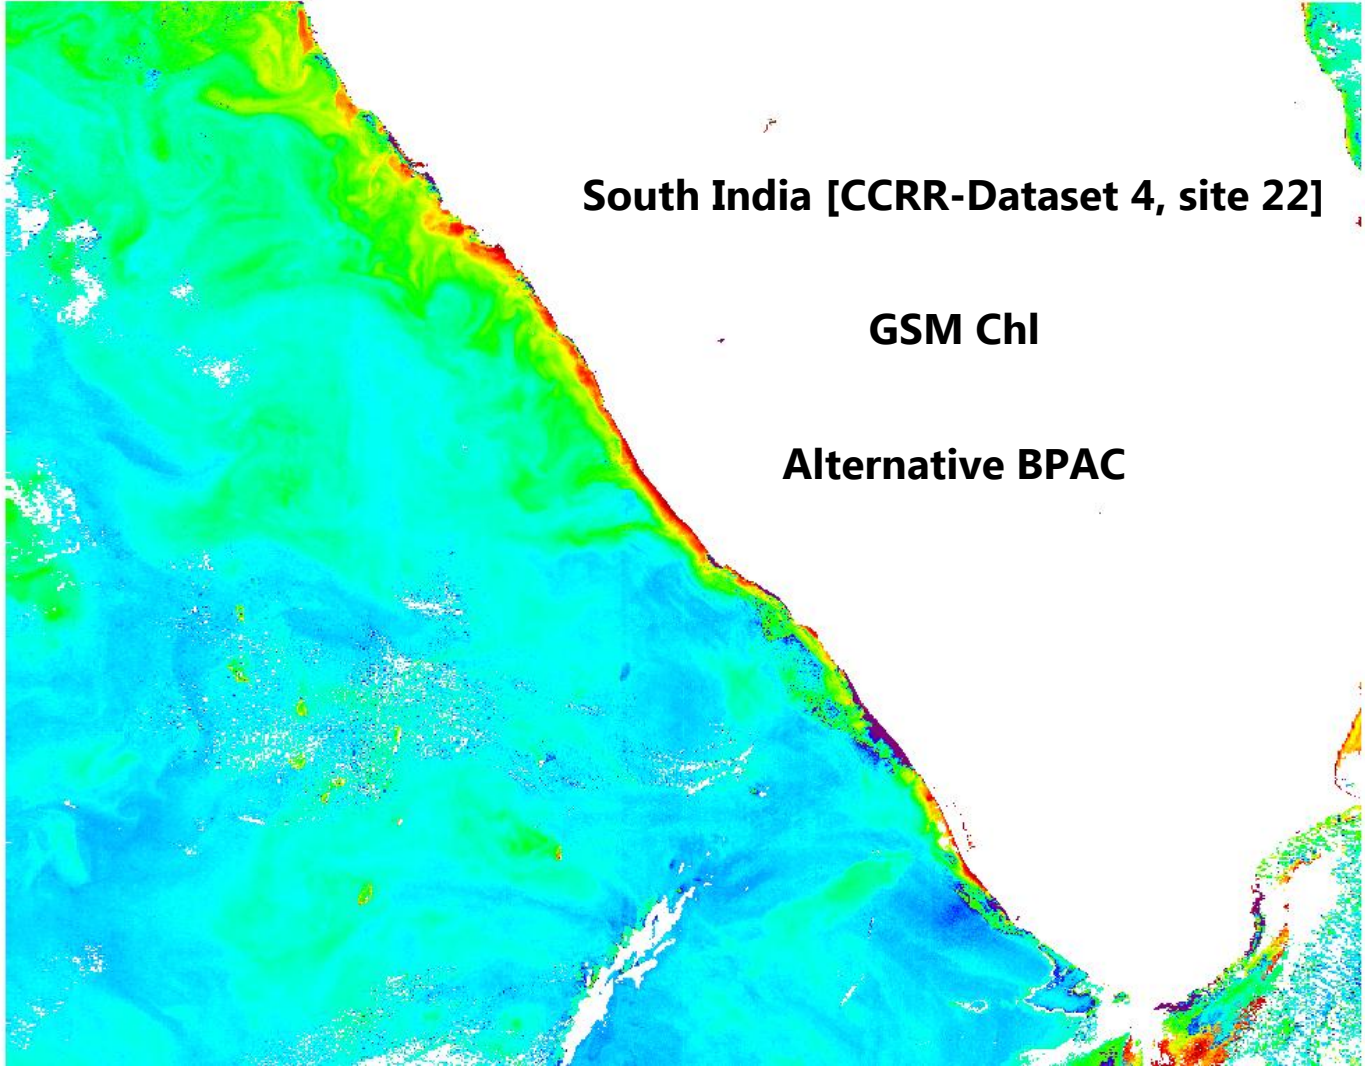 South India [CCRR-Dataset 4, site 22]
GSM Chl
Alternative BPAC